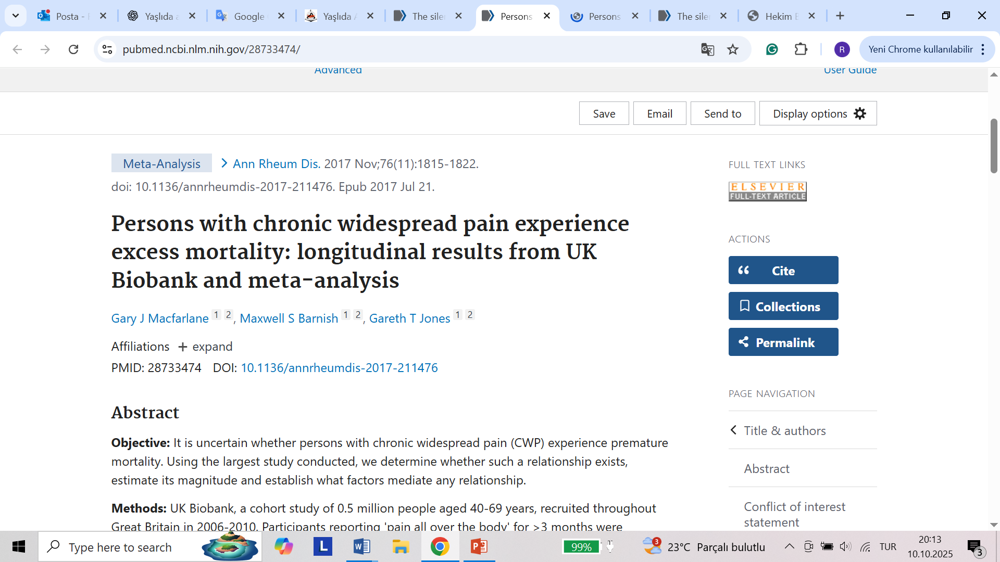 Posta -
Yaşlıda a
Google
Yaşlıda A
The siler
Persons
Persons
The siler
Hekim B
pubmed.ncbi.nlm.nih.gov/28733474/
R
Yeni Chrome kullanılabilir
Advanced
User Guide
Save
Email
Send to
Display options
Meta-Analysis
Ann Rheum Dis. 2017 Nov;76(11):1815-1822.
doi: 10.1136/annrheumdis-2017-211476. Epub 2017 Jul 21.
Persons with chronic widespread pain experience
excess mortality: longitudinal results from UK
Biobank and meta-analysis
Gary J Macfarlane 1 2, Maxwell S Barnish 1 2, Gareth T Jones 1 2
Affiliations + expand
PMID: 28733474 DOI: 10.1136/annrheumdis-2017-211476
Abstract
Objective: It is uncertain whether persons with chronic widespread pain (CWP) experience premature
mortality. Using the largest study conducted, we determine whether such a relationship exists,
estimate its magnitude and establish what factors mediate any relationship.
Methods: UK Biobank, a cohort study of 0.5 million people aged 40-69 years, recruited throughout
Great Britain in 2006-2010. Participants reporting 'pain all over the body' for >3 months were
FULL TEXT LINKS
ELSEVIER
FULL-TEXT ARTICLE
ACTIONS
Cite
Collections
Permalink
PAGE NAVIGATION
Title & authors
Abstract
Conflict of interest
statement
Type here to search
L
W
P
99%
3
23°C Parçalı bulutlu
TUR
20:13
10.10.2025
3